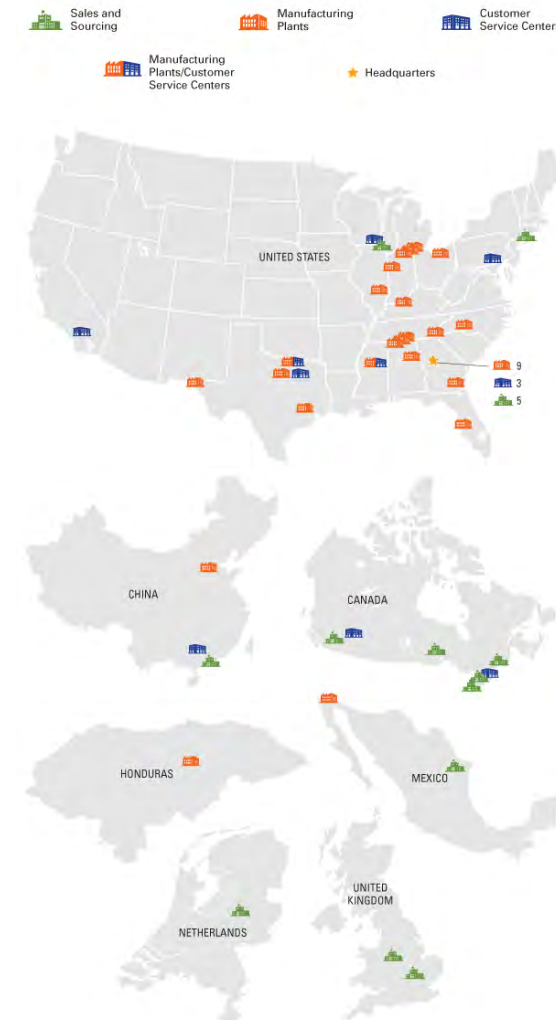 Sales and
Sourcing
Manufacturing
Plants
Customer
Service Center
Manufacturing
Plants/Customer
Service Centers
Headquarters
UNITED STATES
9
3
5
CHINA
CANADA
HONDURAS
MEXICO
UNITED
KINGDOM
NETHERLANDS